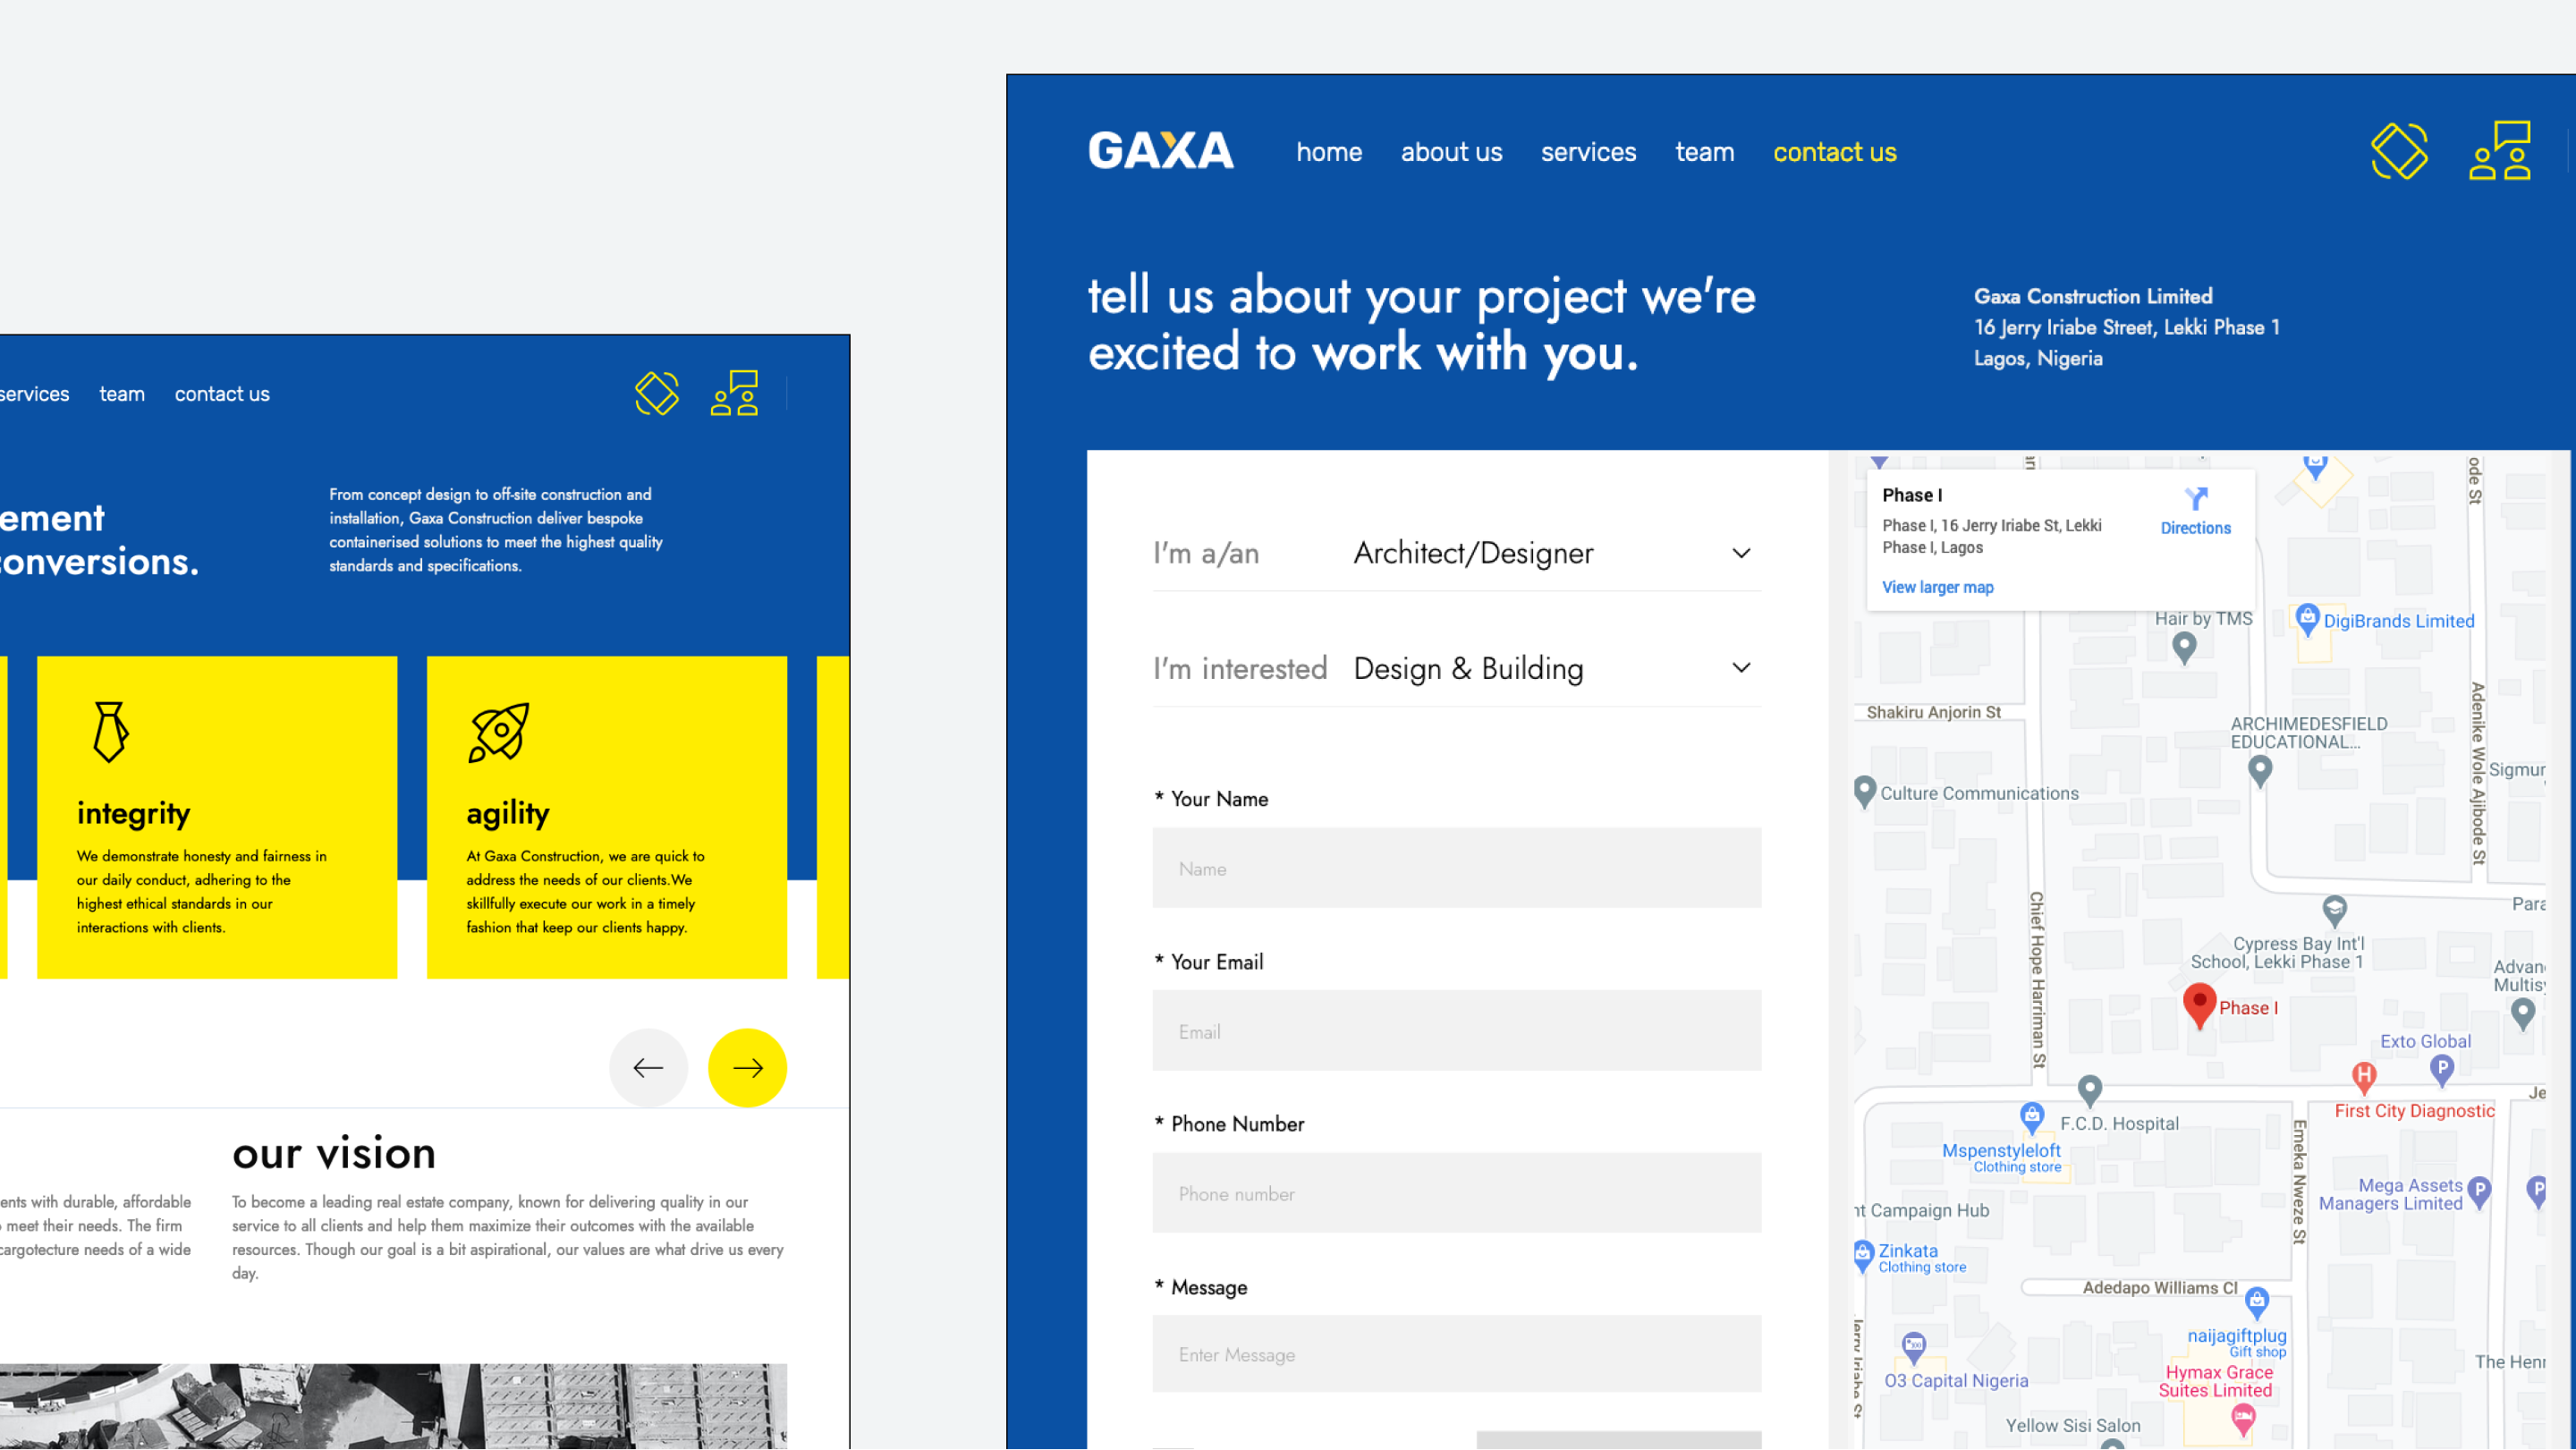 services team contact us
conversions.
From concept design to off-site construction and
installation, Gaxa Construction deliver bespoke
containerised solutions to meet the highest quality
standards and specifications.
integrity
We demonstrate honesty and fairness in
our daily conduct, adhering to the
highest ethical standards in our
interactions with clients.
agility
At Gaxa Construction, we are quick to
address the needs of our clients.We
skillfully execute our work in a timely
fashion that keep our clients happy.
ents with durable, affordable
meet their needs. The firm
cargotecture needs of a wide
our vision
To become a leading real estate company, known for delivering quality in our
service to all clients and help them maximize their outcomes with the available
resources. Though our goal is a bit aspirational, our values are what drive us every
day.
GAXA home about us services team contact us
tell us about your project we're
excited to work with you.
Gaxa Construction Limited
16 Jerry Iriabe Street, Lekki Phase 1
Lagos, Nigeria
I'm a/an Architect/Designer
I'm interested Design & Building
* Your Name
Name
* Your Email
Email
* Phone Number
Phone number
* Message
Enter Message
Phase I
Phase I, 16 Jerry Iriabe St, Lekki
Phase I, Lagos
Directions
View larger map
Hair by TMS
DigiBrands Limited
ode St
Shakiru Anjorin St
ARCHIMEDESFIELD
EDUCATIONAL...
Adenike Wole Ajibode St
Sigmur
Culture Communications
Chief Hope Harriman St
Para
Cypress Bay Int'l
School, Lekki Phase 1
Advan
Multisy
Phase I
Exto Global
P
H
First City Diagnostic
Je
F.C.D. Hospital
Mspenstyleloft
Clothing store
Emeka Nweze St
Mega Assets
Managers Limited
P
P
nt Campaign Hub
Zinkata
Clothing store
Adedapo Williams Cl
naijagiftplug
Gift shop
Jerry Iriabe St
O3 Capital Nigeria
Hymax Grace
Suites Limited
The Henr
Yellow Sisi Salon